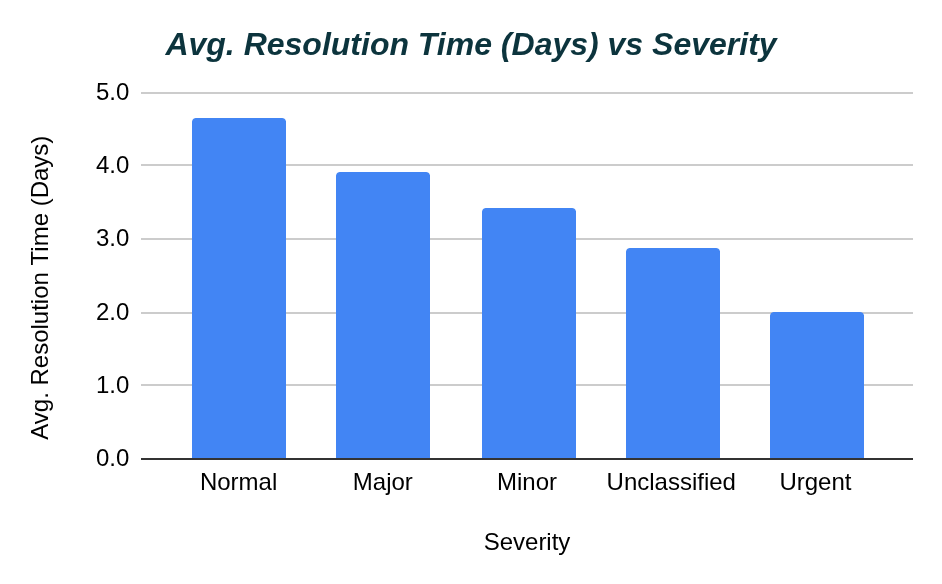 Avg. Resolution Time (Days) vs Severity
Avg. Resolution Time (Days)
5.0
4.0
3.0
2.0
1.0
0.0
Normal Major Minor Unclassified Urgent
Severity